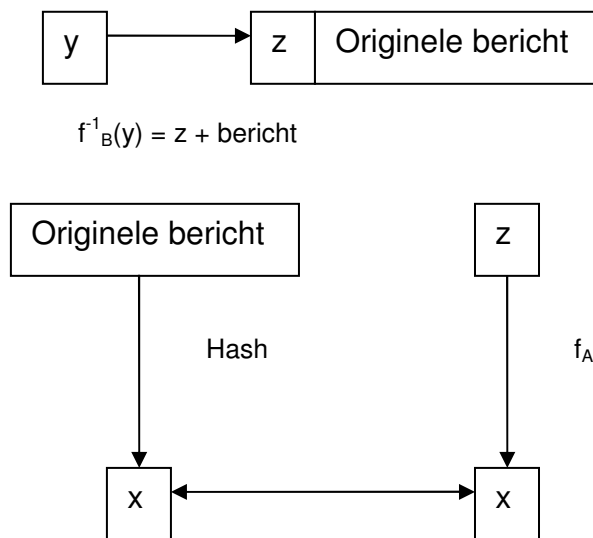 y z Originele bericht
f⁻¹B(y) = z + bericht
Originele bericht z
Hash fA
x x